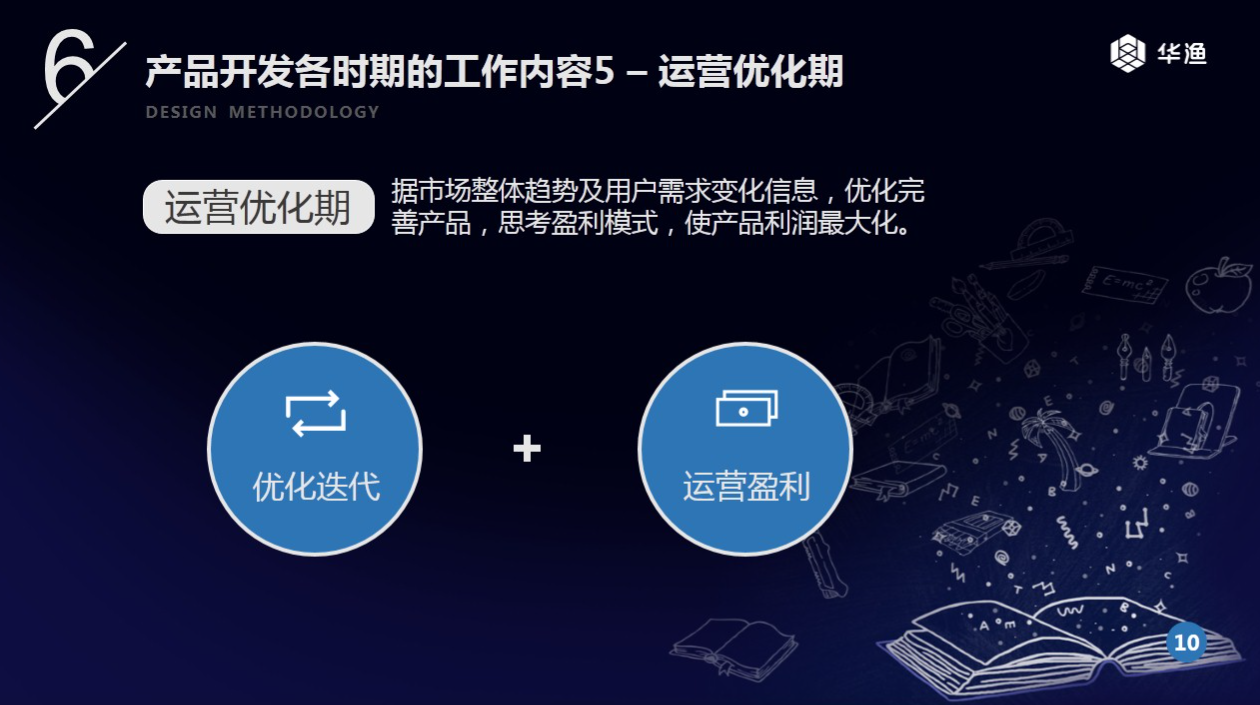 6
产品开发各时期的工作内容5 – 运营优化期
DESIGN METHODOLOGY
华渔
运营优化期
据市场整体趋势及用户需求变化信息，优化完
善产品，思考盈利模式，使产品利润最大化。
优化迭代
+
运营盈利
E=mc²
10